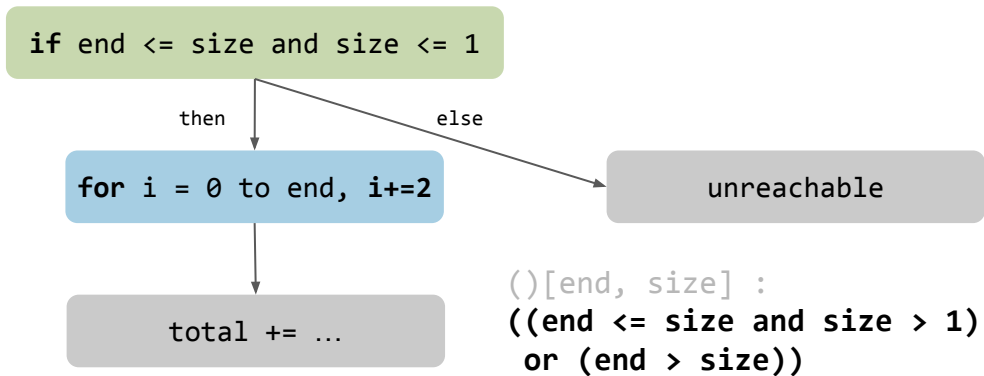 if end <= size and size <= 1
then
else
for i = 0 to end, i+=2
unreachable
total += …
()[end, size] :
((end <= size and size > 1)
or (end > size))